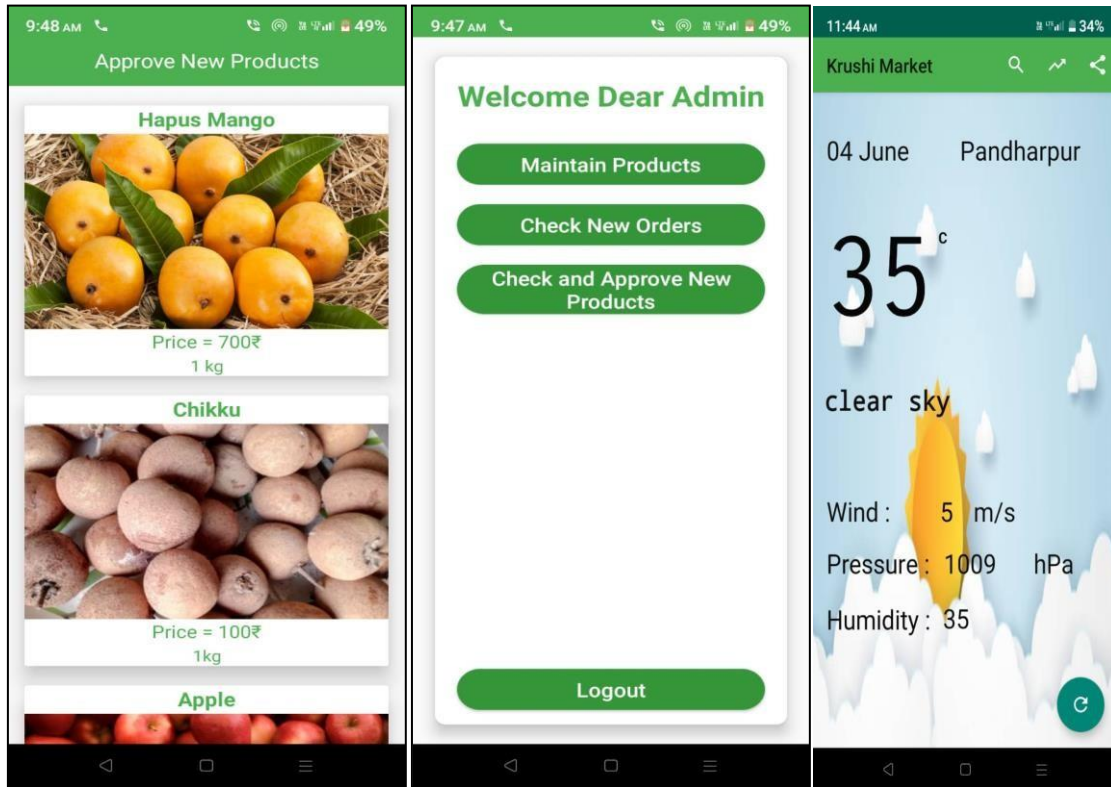 9:48 AM 49%
Approve New Products
Hapus Mango
Price = 700₹
1 kg
Chikku
Price = 100₹
1kg
Apple
9:47 AM 49%
Welcome Dear Admin
Maintain Products
Check New Orders
Check and Approve New
Products
Logout
11:44 AM 34%
Krushi Market
04 June Pandharpur
35 c
clear sky
Wind : 5 m/s
Pressure : 1009 hPa
Humidity : 35